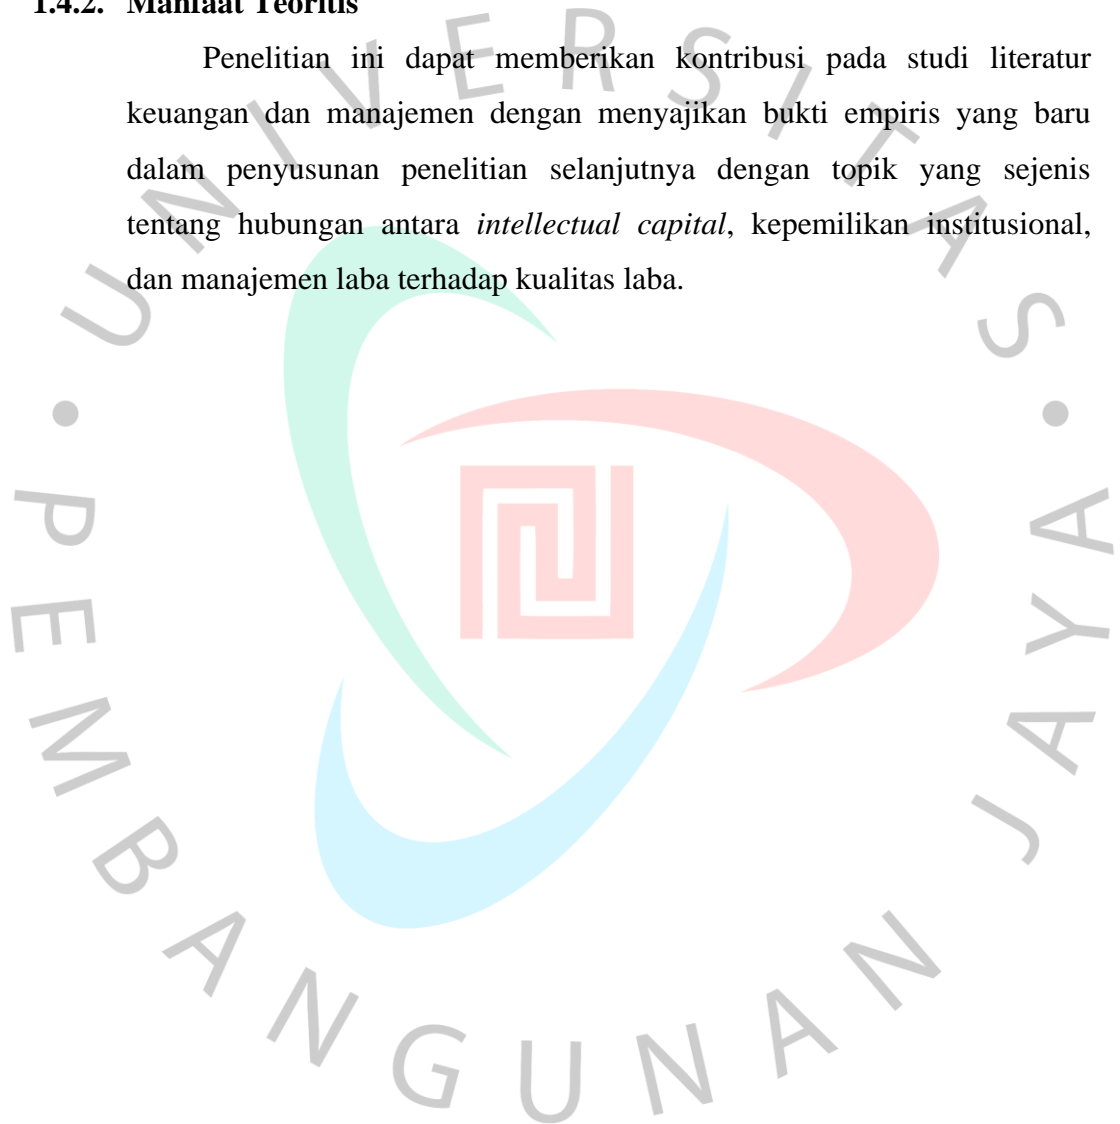 1.4.2. Manfaat Teoritis
Penelitian ini dapat memberikan kontribusi pada studi literatur
keuangan dan manajemen dengan menyajikan bukti empiris yang baru
dalam penyusunan penelitian selanjutnya dengan topik yang sejenis
tentang hubungan antara intellectual capital, kepemilikan institusional,
dan manajemen laba terhadap kualitas laba.
UNIVERSITAS • PEMBANGUNAN JAYA •